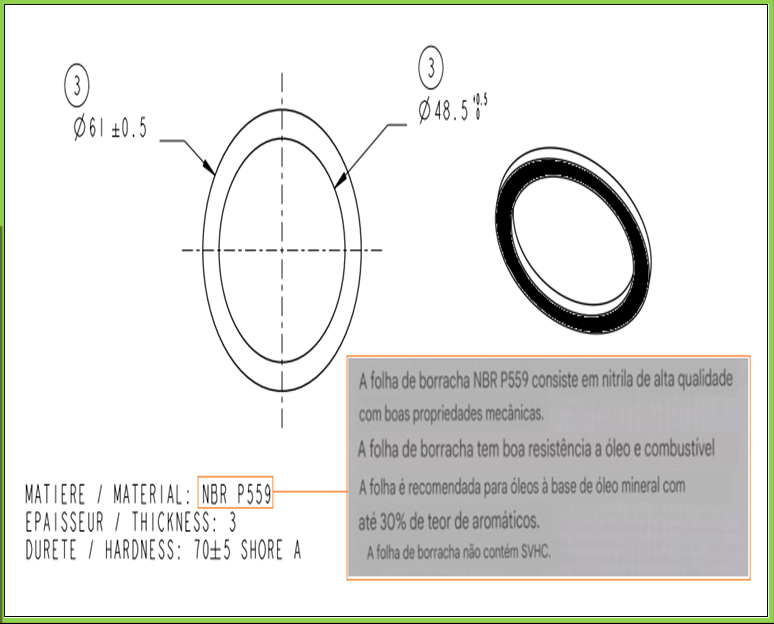 3
3
Ø61 ±0.5
Ø48.5 +0.5 0
A folha de borracha NBR P559 consiste em nitrila de alta qualidade
com boas propriedades mecânicas.
A folha de borracha tem boa resistência a óleo e combustível
A folha é recomendada para óleos à base de óleo mineral com
até 30% de teor de aromáticos.
A folha de borracha não contém SVHC.
MATIERE / MATERIAL: NBR P559
EPAISSEUR / THICKNESS: 3
DURETE / HARDNESS: 70±5 SHORE A